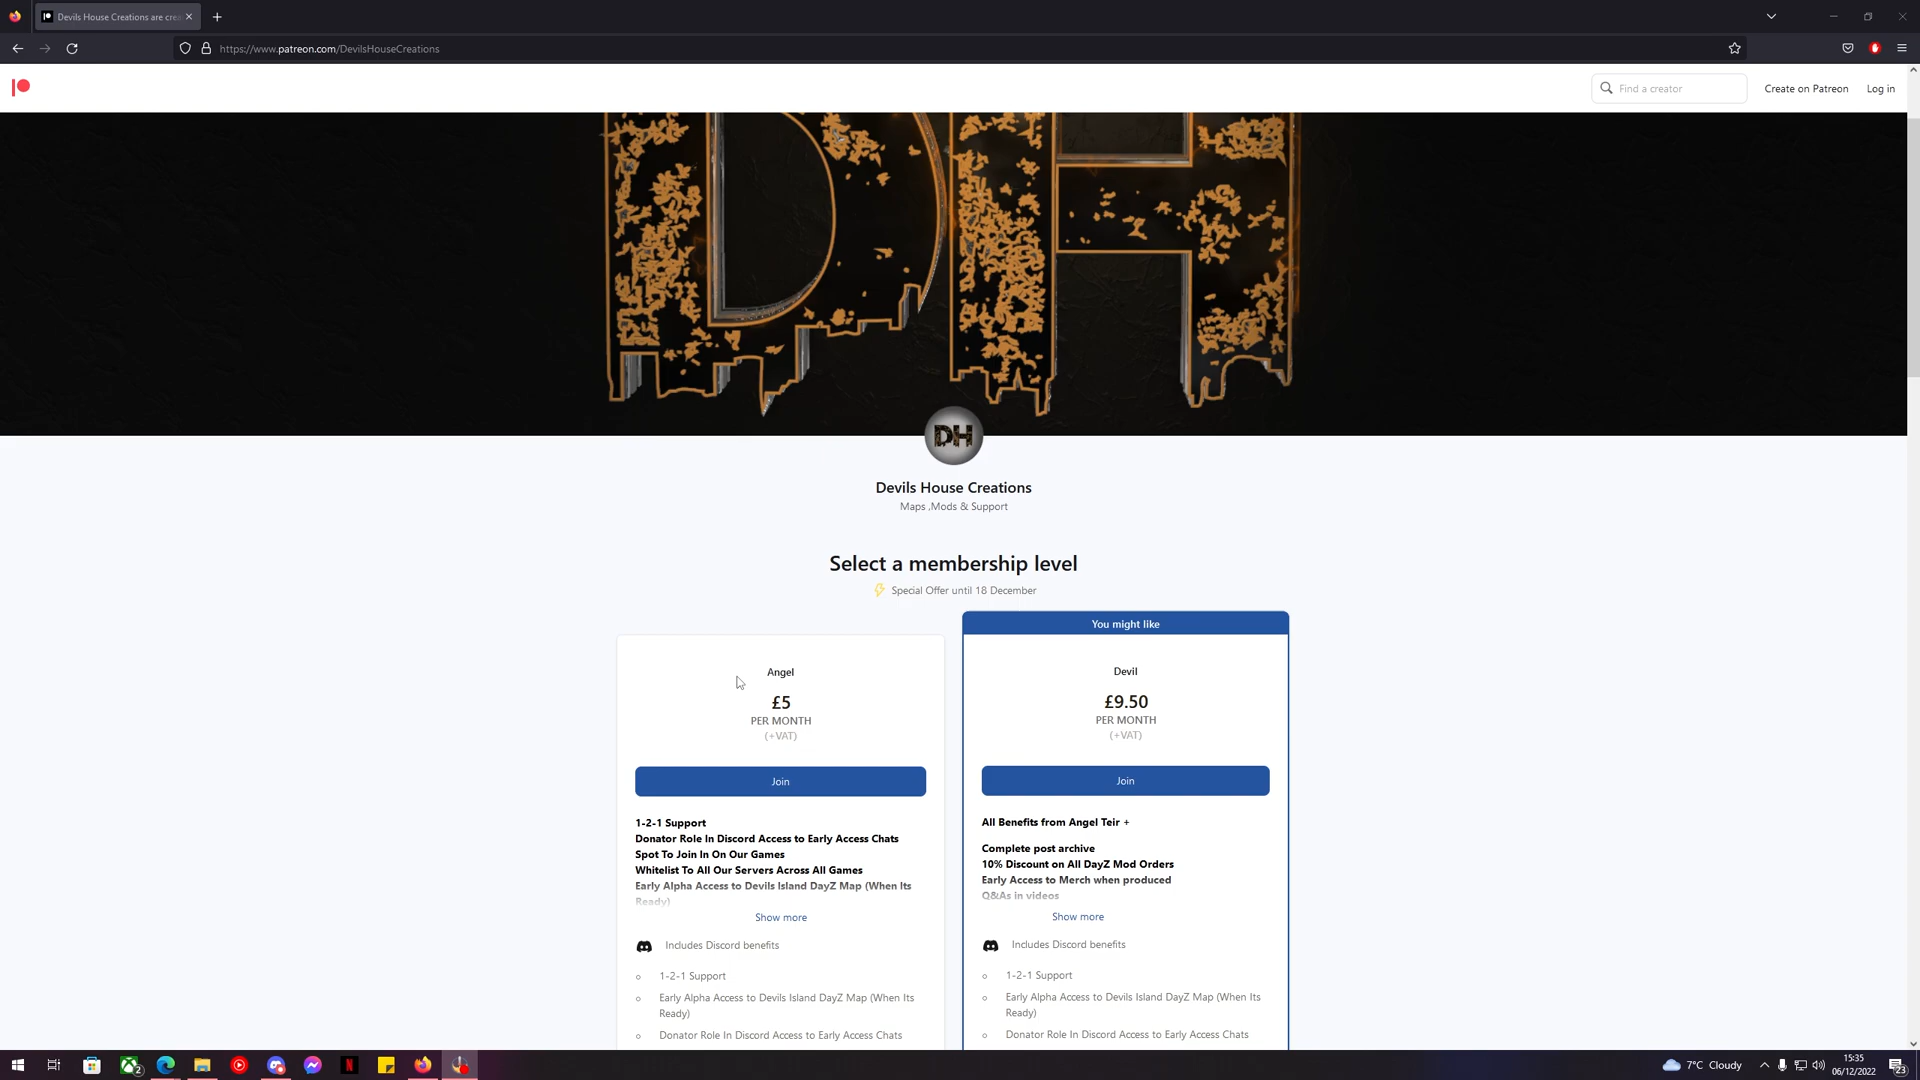 Devils House Creations are crea
https://www.patreon.com/DevilsHouseCreations
Find a creator
Create on Patreon
Log in
DH
DH
Devils House Creations
Maps ,Mods & Support
Select a membership level
Special Offer until 18 December
You might like
Angel
£5
PER MONTH
(+VAT)
Join
1-2-1 Support
Donator Role In Discord Access to Early Access Chats
Spot To Join In On Our Games
Whitelist To All Our Servers Across All Games
Early Alpha Access to Devils Island DayZ Map (When Its
Ready)
Show more
Includes Discord benefits
1-2-1 Support
Early Alpha Access to Devils Island DayZ Map (When Its
Ready)
Donator Role In Discord Access to Early Access Chats
Devil
£9.50
PER MONTH
(+VAT)
Join
All Benefits from Angel Teir +
Complete post archive
10% Discount on All DayZ Mod Orders
Early Access to Merch when produced
Q&As in videos
Show more
Includes Discord benefits
1-2-1 Support
Early Alpha Access to Devils Island DayZ Map (When Its
Ready)
Donator Role In Discord Access to Early Access Chats
2
N
7°C Cloudy
15:35
06/12/2022
23